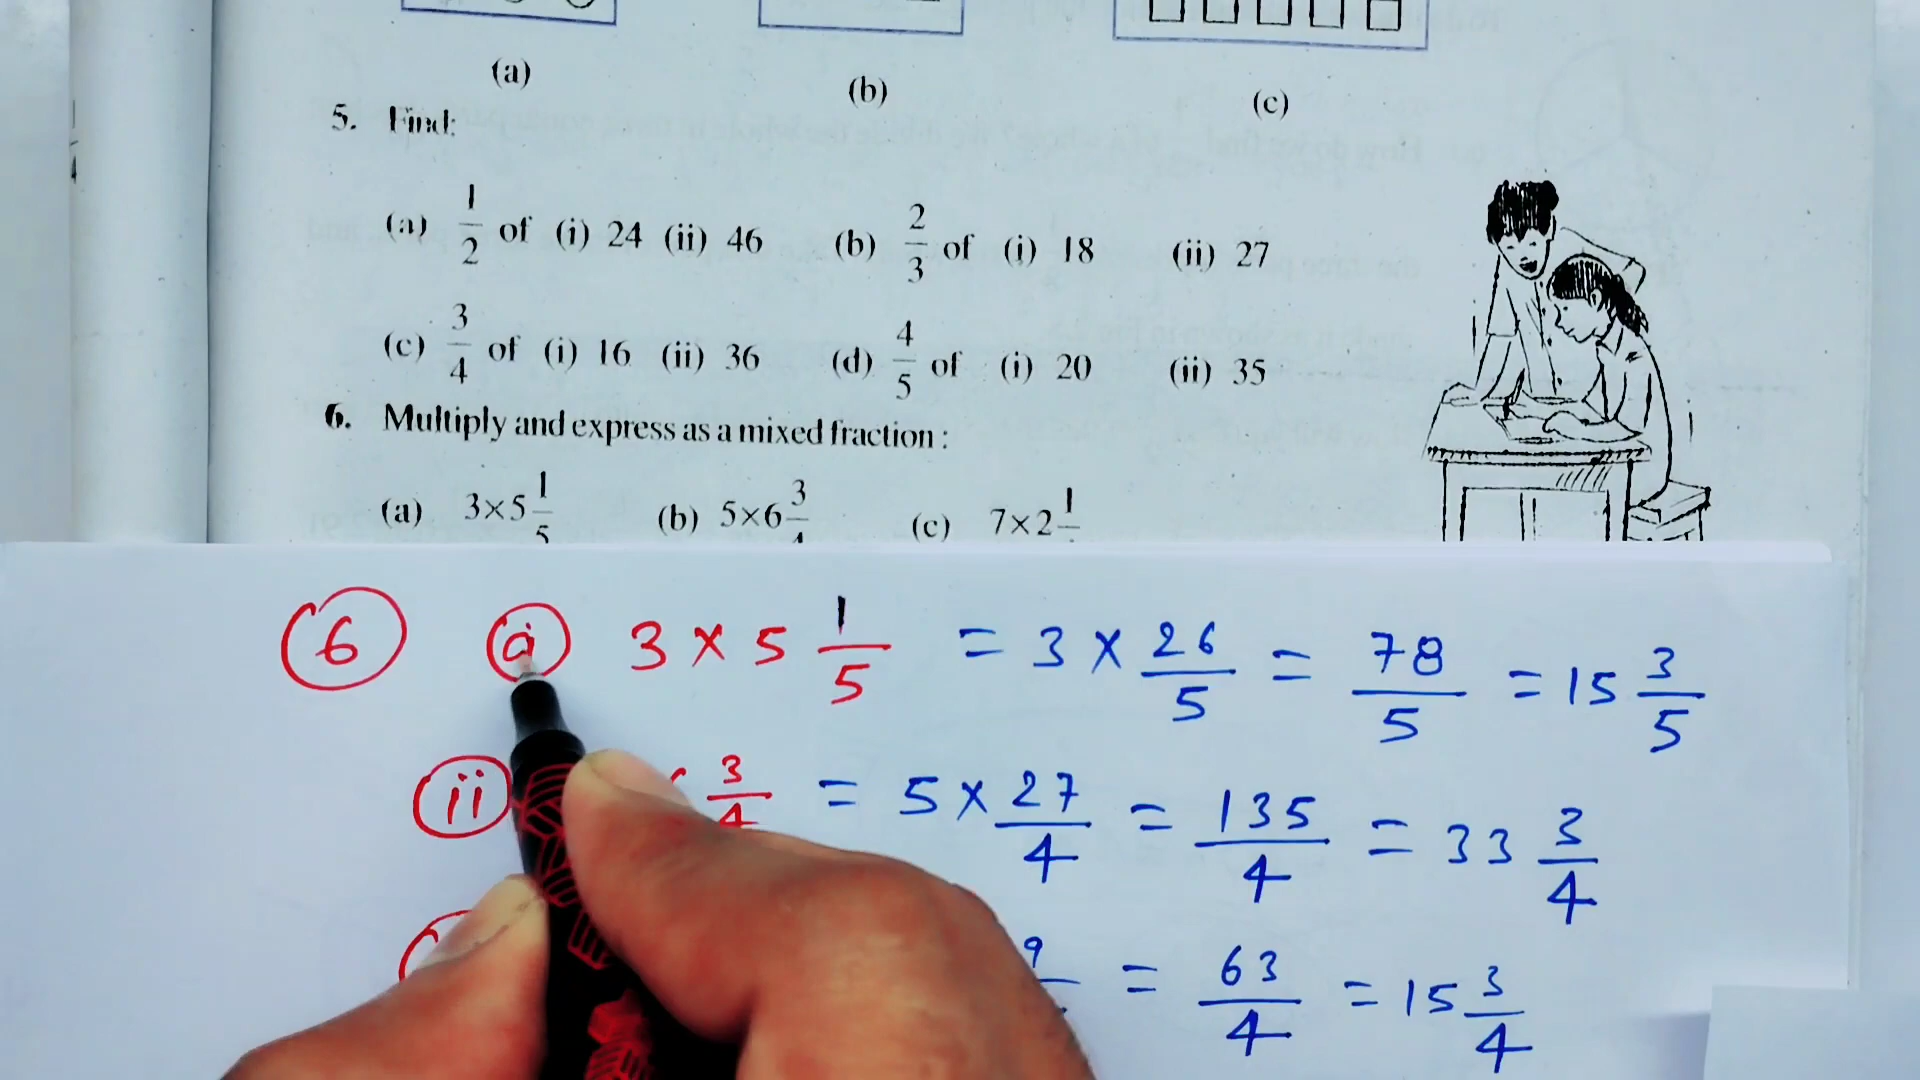 (a) (b) (c)
5. Find:
(a) 1/2 of (i) 24 (ii) 46 (b) 2/3 of (i) 18 (ii) 27
(c) 3/4 of (i) 16 (ii) 36 (d) 4/5 of (i) 20 (ii) 35
6. Multiply and express as a mixed fraction :
(a) 3×5 1/5 (b) 5×6 3/4 (c) 7×2 1
6 a 3 × 5 1/5 = 3 × 26/5 = 78/5 = 15 3/5
ii 3/4 = 5 × 27/4 = 135/4 = 33 3/4
9 = 63/4 = 15 3/4